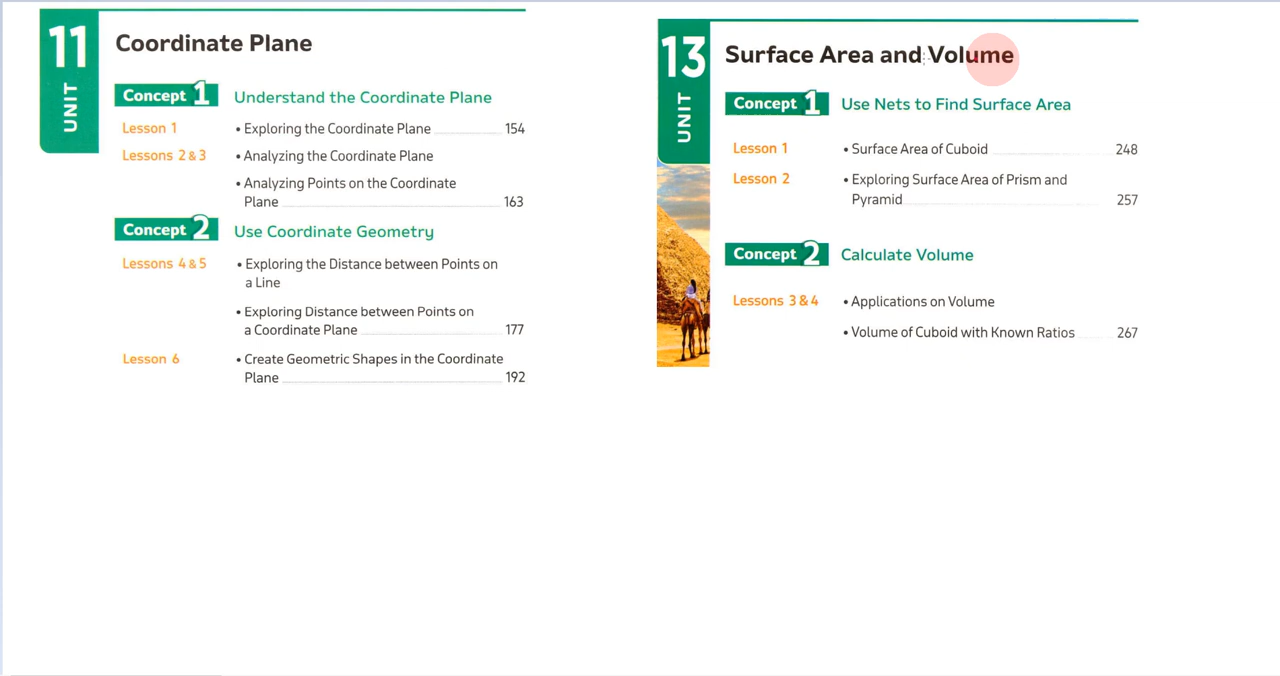 11
UNIT
Coordinate Plane
Concept 1 Understand the Coordinate Plane
Lesson 1 • Exploring the Coordinate Plane 154
Lessons 2 & 3 • Analyzing the Coordinate Plane
• Analyzing Points on the Coordinate
Plane 163
Concept 2 Use Coordinate Geometry
Lessons 4 & 5 • Exploring the Distance between Points on
a Line
• Exploring Distance between Points on
a Coordinate Plane 177
Lesson 6 • Create Geometric Shapes in the Coordinate
Plane 192
13
UNIT
Surface Area and Volume
Concept 1 Use Nets to Find Surface Area
Lesson 1 • Surface Area of Cuboid 248
Lesson 2 • Exploring Surface Area of Prism and
Pyramid 257
Concept 2 Calculate Volume
Lessons 3 & 4 • Applications on Volume
• Volume of Cuboid with Known Ratios 267